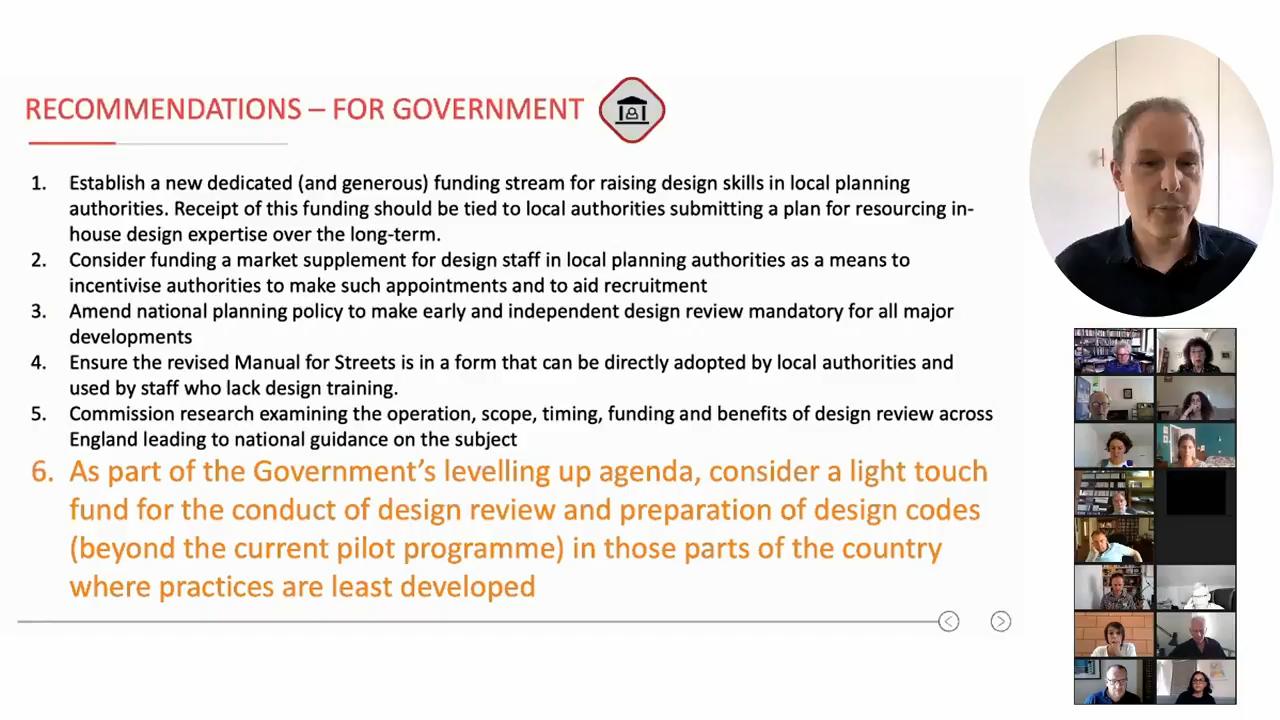 RECOMMENDATIONS – FOR GOVERNMENT
1. Establish a new dedicated (and generous) funding stream for raising design skills in local planning
authorities. Receipt of this funding should be tied to local authorities submitting a plan for resourcing in-
house design expertise over the long-term.
2. Consider funding a market supplement for design staff in local planning authorities as a means to
incentivise authorities to make such appointments and to aid recruitment
3. Amend national planning policy to make early and independent design review mandatory for all major
developments
4. Ensure the revised Manual for Streets is in a form that can be directly adopted by local authorities and
used by staff who lack design training.
5. Commission research examining the operation, scope, timing, funding and benefits of design review across
England leading to national guidance on the subject
6. As part of the Government's levelling up agenda, consider a light touch
fund for the conduct of design review and preparation of design codes
(beyond the current pilot programme) in those parts of the country
where practices are least developed